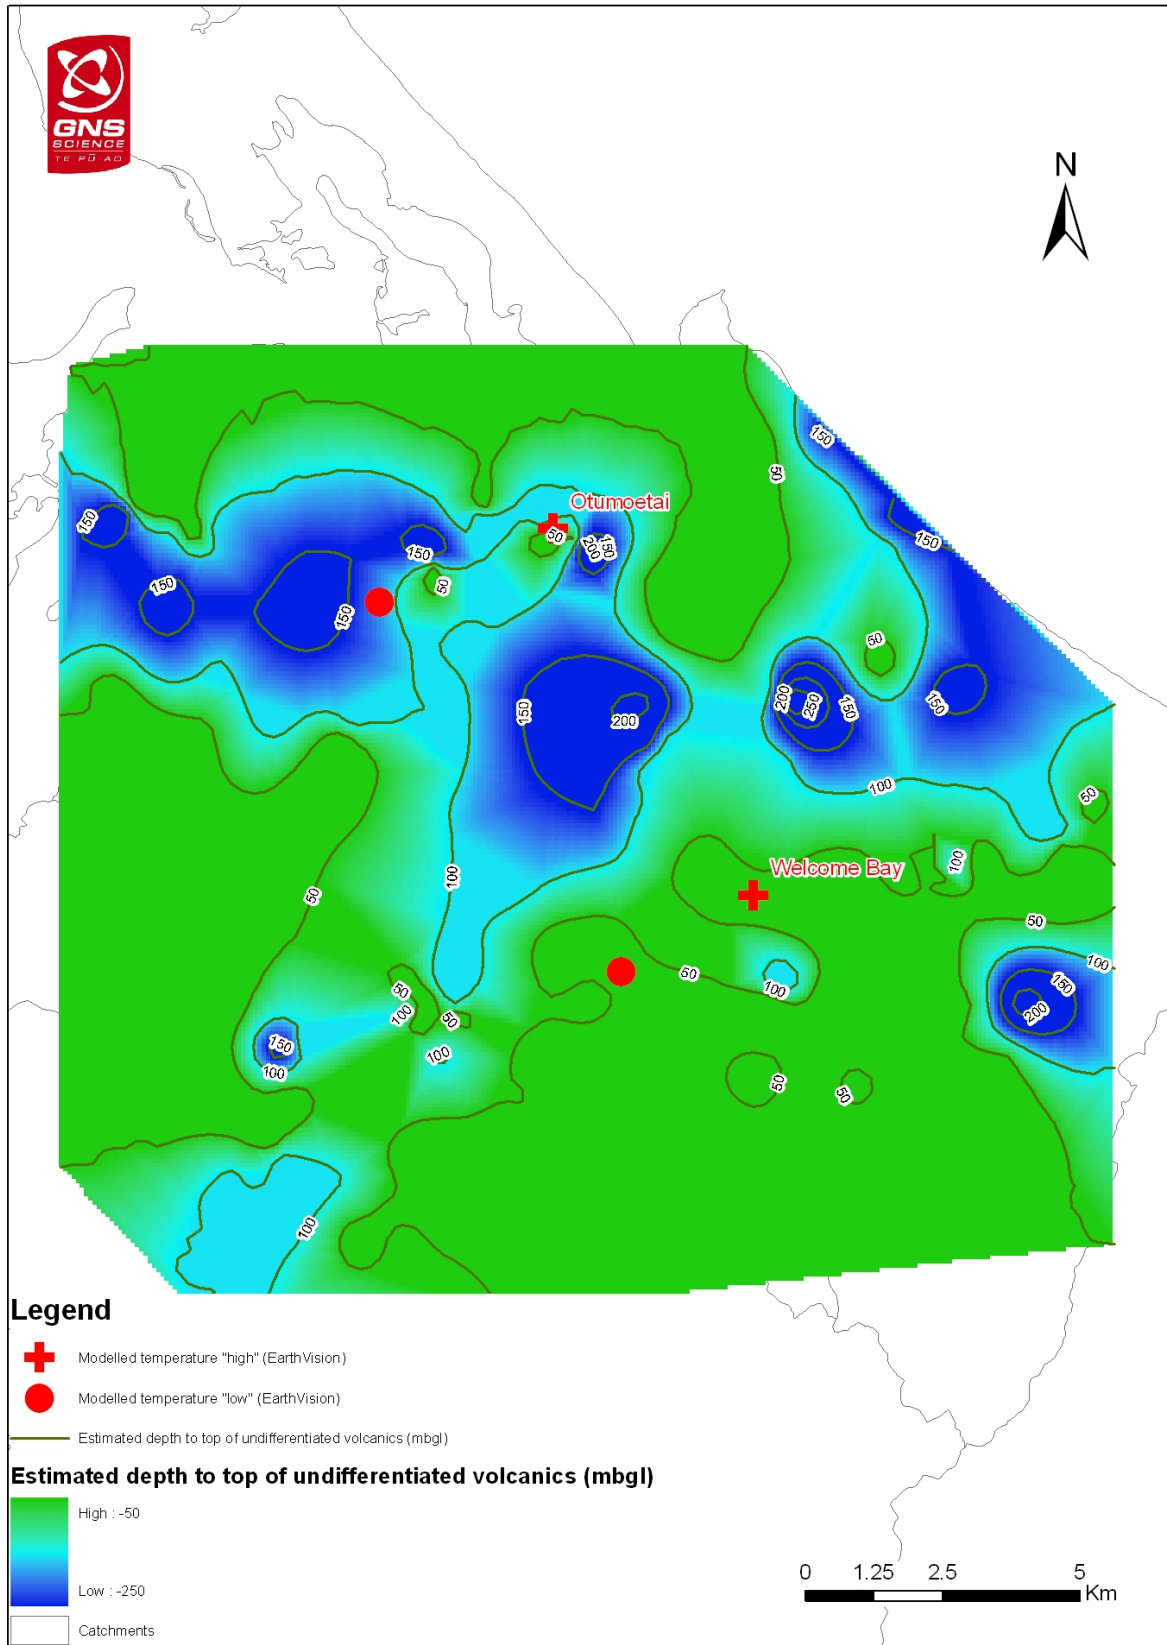 GNS
SCIENCE
TE PŪ AO
N
150
50
Otumoetai
150
150
50
200
150
150
150
50
150
50
150
200
250
150
150
150
200
100
50
100
100
Welcome Bay
50
50
50
100
50
100
150
200
100
50
150
100
100
50
50
100
Legend
Modelled temperature "high" (EarthVision)
Modelled temperature "low" (EarthVision)
Estimated depth to top of undifferentiated volcanics (mbgl)
Estimated depth to top of undifferentiated volcanics (mbgl)
High : -50
Low : -250
Catchments
0 1.25 2.5 5
Km